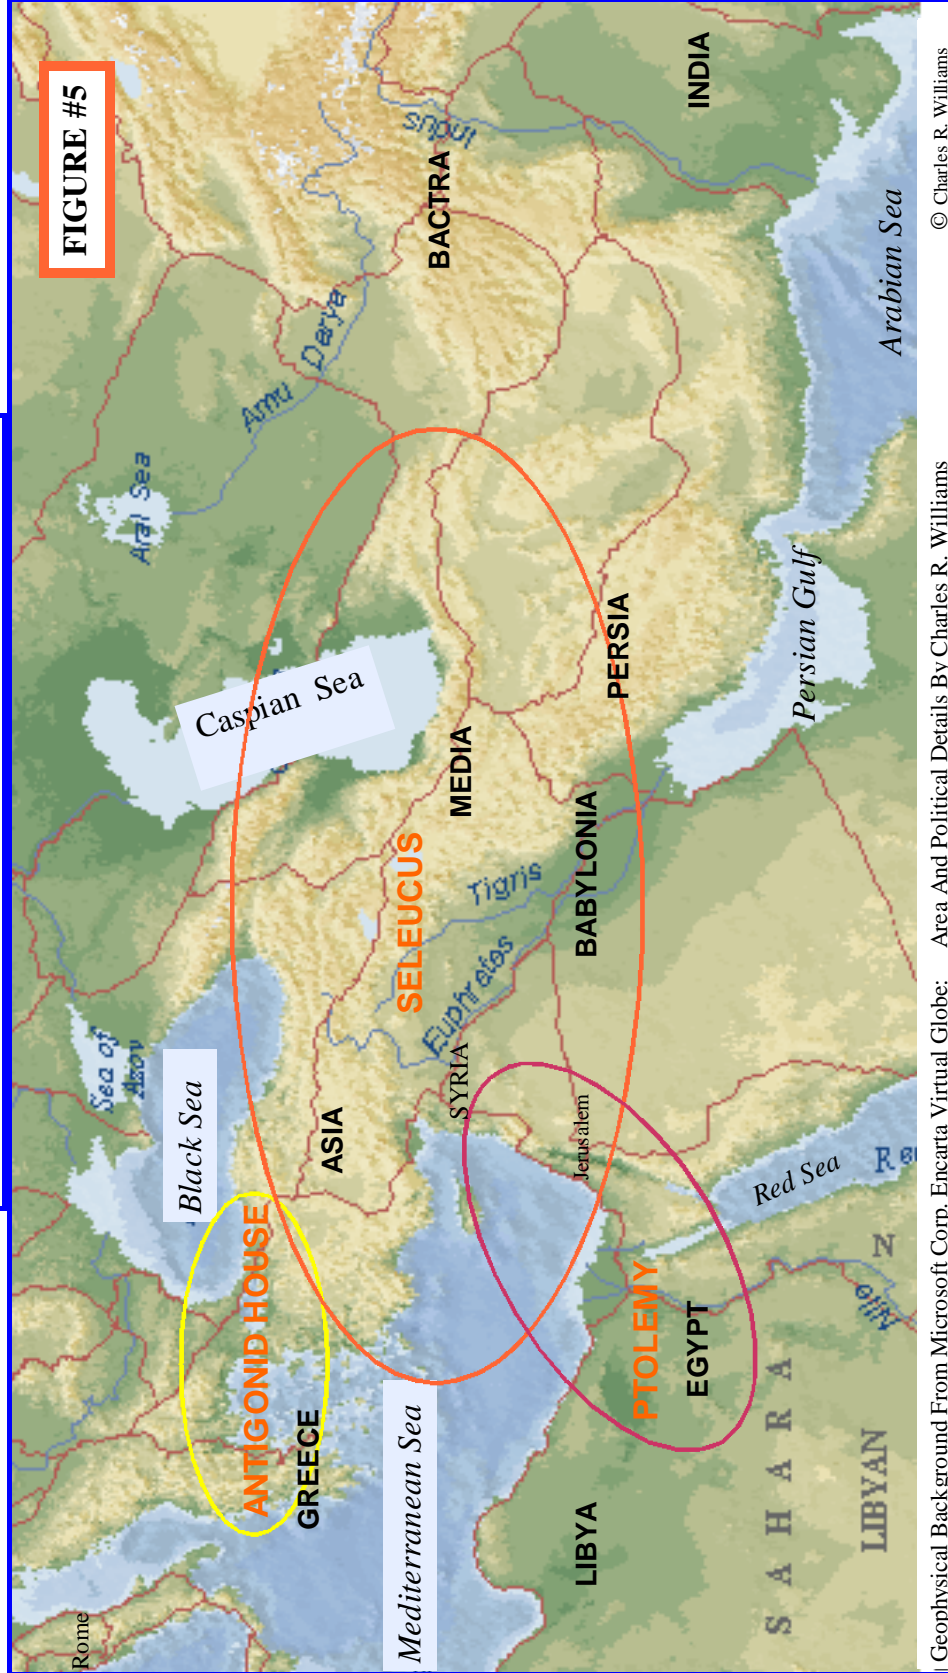 FIGURE #5
Rome
Black Sea
Sea of
Azov
Caspian Sea
Aral Sea
Amu Darya
ANTIGONID HOUSE
GREECE
ASIA
SELEUCUS
MEDIA
BACTRA
Indus
INDIA
Mediterranean Sea
SYRIA
Euphrates
Tigris
Jerusalem
BABYLONIA
PERSIA
LIBYA
PTOLEMY
EGYPT
Red Sea
Persian Gulf
Arabian Sea
SAHARA
LIBYAN
N
Re
Geophysical Background From Microsoft Corp. Encarta Virtual Globe: Area And Political Details By Charles R. Williams © Charles R. Williams